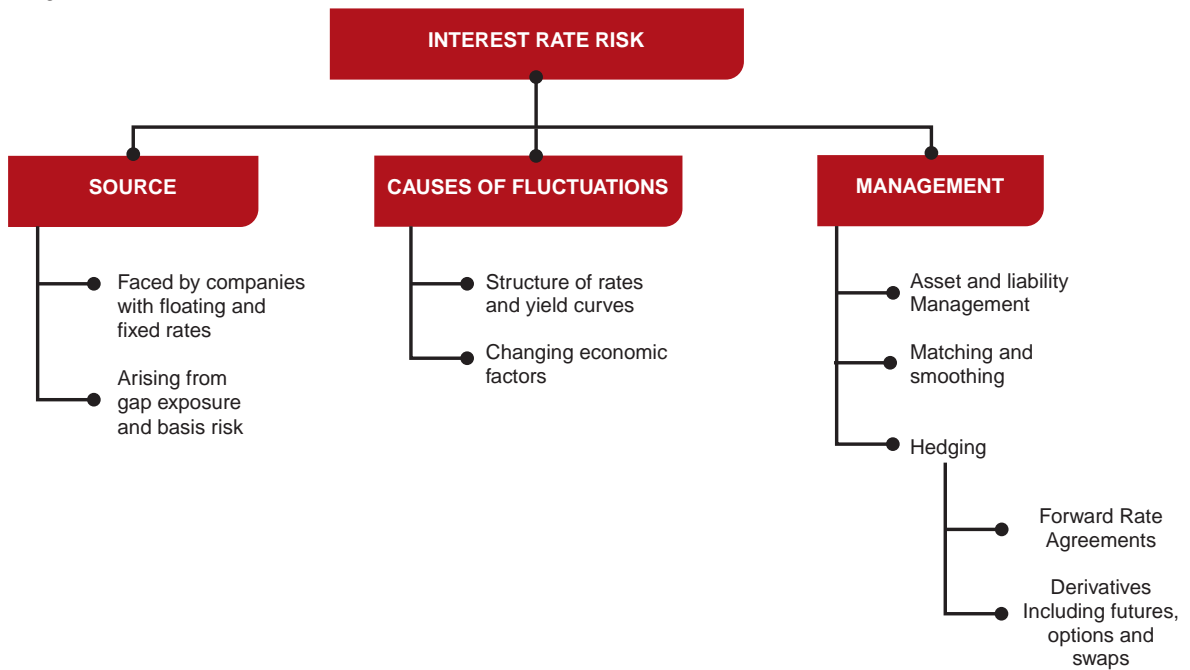 INTEREST RATE RISK
SOURCE
Faced by companies
with floating and
fixed rates
Arising from
gap exposure
and basis risk
CAUSES OF FLUCTUATIONS
Structure of rates
and yield curves
Changing economic
factors
MANAGEMENT
Asset and liability
Management
Matching and
smoothing
Hedging
Forward Rate
Agreements
Derivatives
Including futures,
options and
swaps